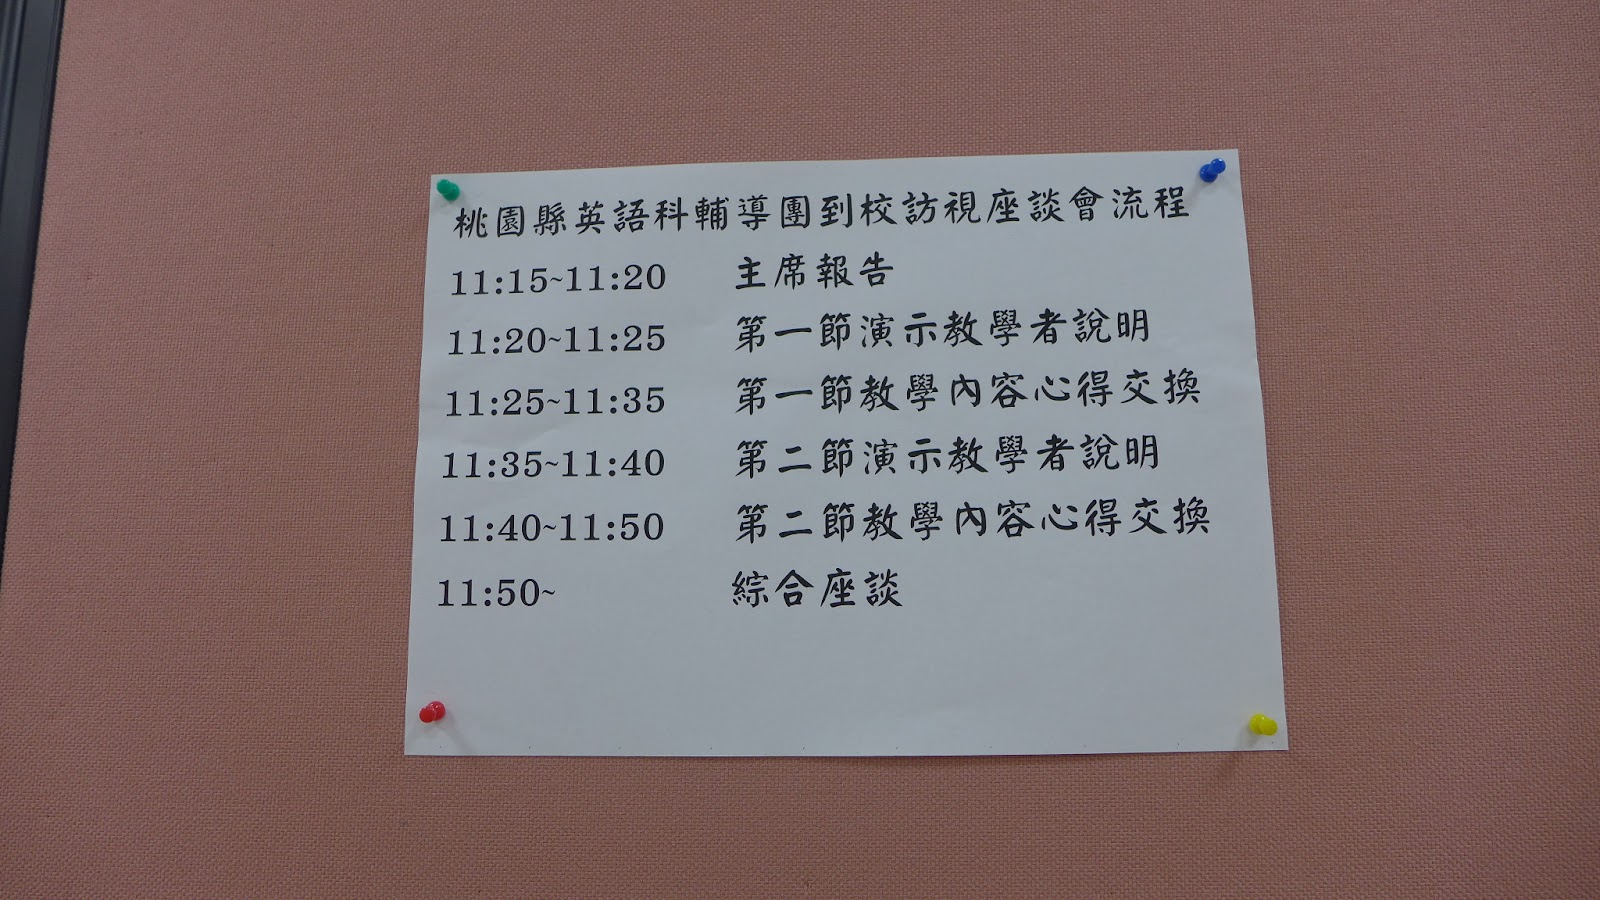 桃園縣英語科輔導團到校訪視座談會流程
11:15~11:20 主席報告
11:20~11:25 第一節演示教學者說明
11:25~11:35 第一節教學內容心得交換
11:35~11:40 第二節演示教學者說明
11:40~11:50 第二節教學內容心得交換
11:50~ 綜合座談